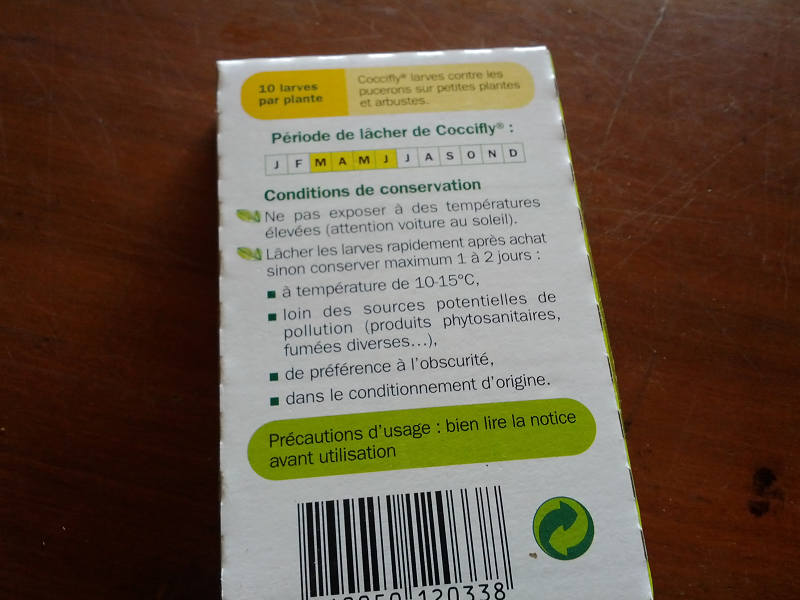 10 larves
par plante
Coccifly® larves contre les
pucerons sur petites plantes
et arbustes.
Période de lâcher de Coccifly® :
J F M A M J J A S O N D
Conditions de conservation
Ne pas exposer à des températures
élevées (attention voiture au soleil).
Lâcher les larves rapidement après achat
sinon conserver maximum 1 à 2 jours :
à température de 10-15°C,
loin des sources potentielles de
pollution (produits phytosanitaires,
fumées diverses...),
de préférence à l'obscurité,
dans le conditionnement d'origine.
Précautions d'usage : bien lire la notice
avant utilisation
120338